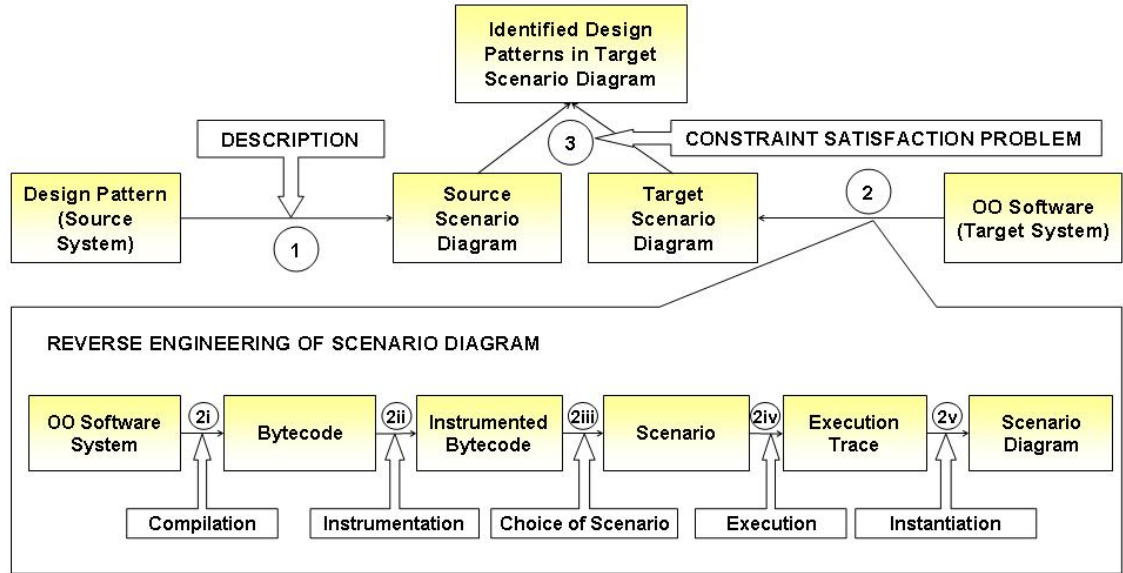 Identified Design
Patterns in Target
Scenario Diagram
DESCRIPTION
3
CONSTRAINT SATISFACTION PROBLEM
Design Pattern
(Source
System)
1
Source
Scenario
Diagram
Target
Scenario
Diagram
2
OO Software
(Target System)
REVERSE ENGINEERING OF SCENARIO DIAGRAM
OO Software
System
2i
Bytecode
2ii
Instrumented
Bytecode
2iii
Scenario
2iv
Execution
Trace
2v
Scenario
Diagram
Compilation
Instrumentation
Choice of Scenario
Execution
Instantiation